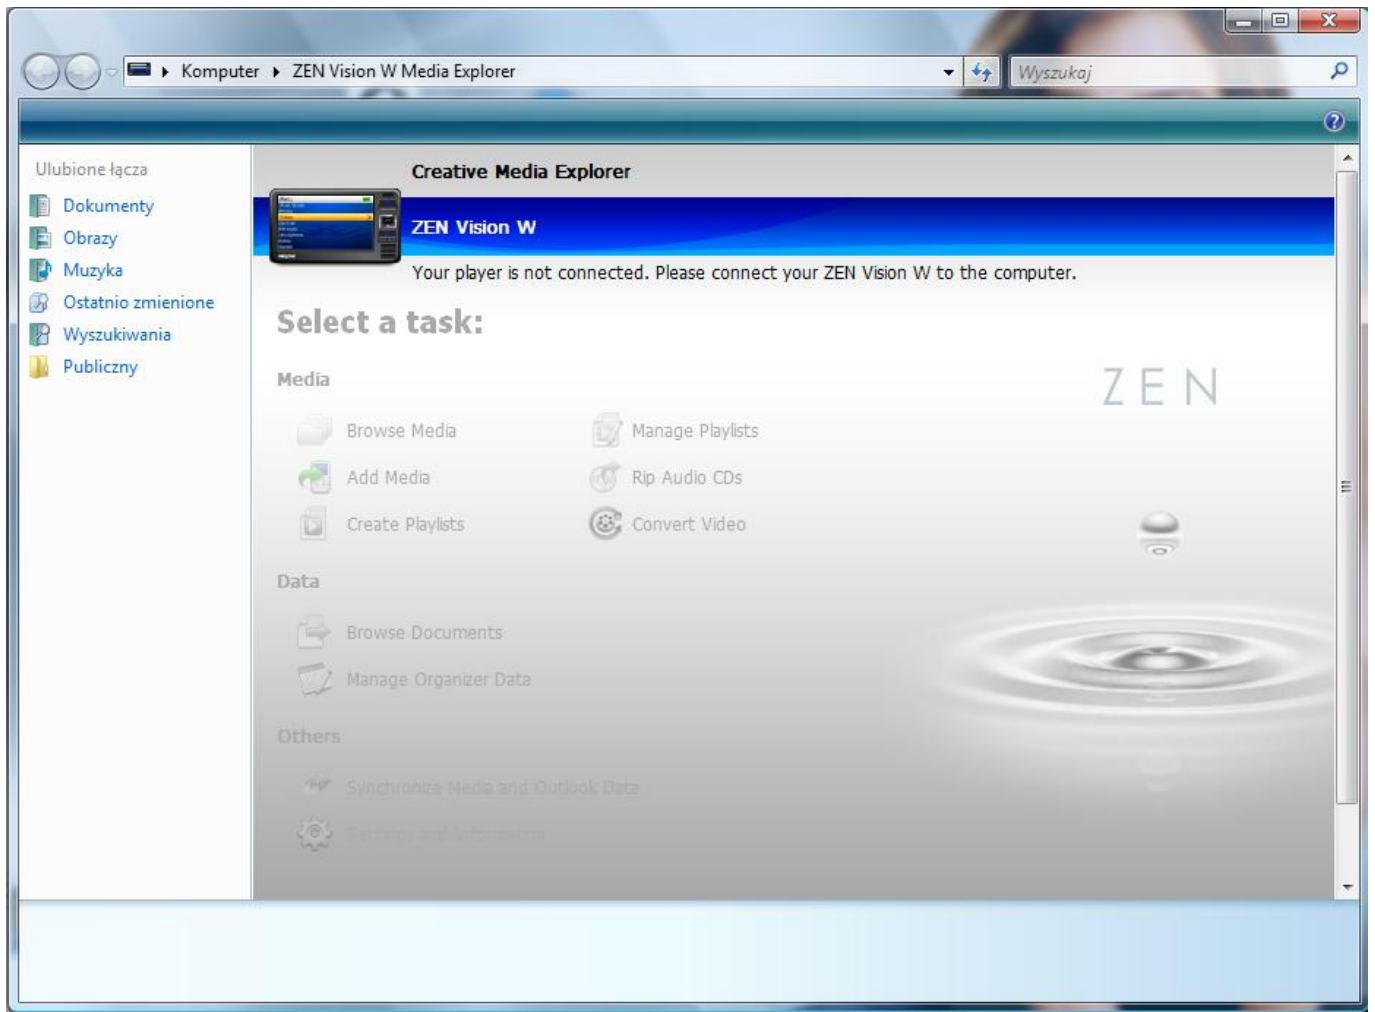 Komputer ▸ ZEN Vision W Media Explorer
Wyszukaj
Ulubione łącza
Dokumenty
Obrazy
Muzyka
Ostatnio zmienione
Wyszukiwania
Publiczny
Creative Media Explorer
ZEN Vision W
Your player is not connected. Please connect your ZEN Vision W to the computer.
Select a task:
Media
Browse Media
Manage Playlists
Add Media
Rip Audio CDs
Create Playlists
Convert Video
Data
Browse Documents
Manage Organizer Data
Others
Synchronize Media and Outlook Data
Settings and Information
ZEN